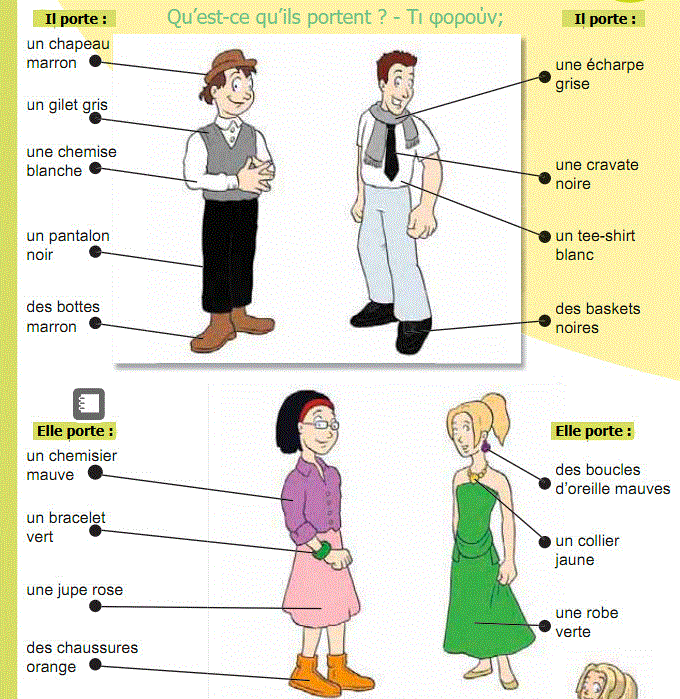 Il porte :
Qu'est-ce qu'ils portent ? - Τι φορούν;
Il porte :
un chapeau
marron
un gilet gris
une chemise
blanche
un pantalon
noir
des bottes
marron
une écharpe
grise
une cravate
noire
un tee-shirt
blanc
des baskets
noires
Elle porte :
un chemisier
mauve
un bracelet
vert
une jupe rose
des chaussures
orange
Elle porte :
des boucles
d'oreille mauves
un collier
jaune
une robe
verte